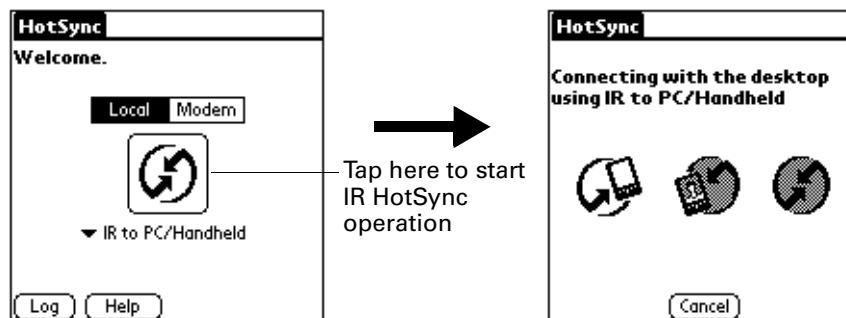 HotSync
Welcome.
Local Modem
Tap here to start
IR HotSync
operation
IR to PC/Handheld
Log Help
HotSync
Connecting with the desktop
using IR to PC/Handheld
Cancel